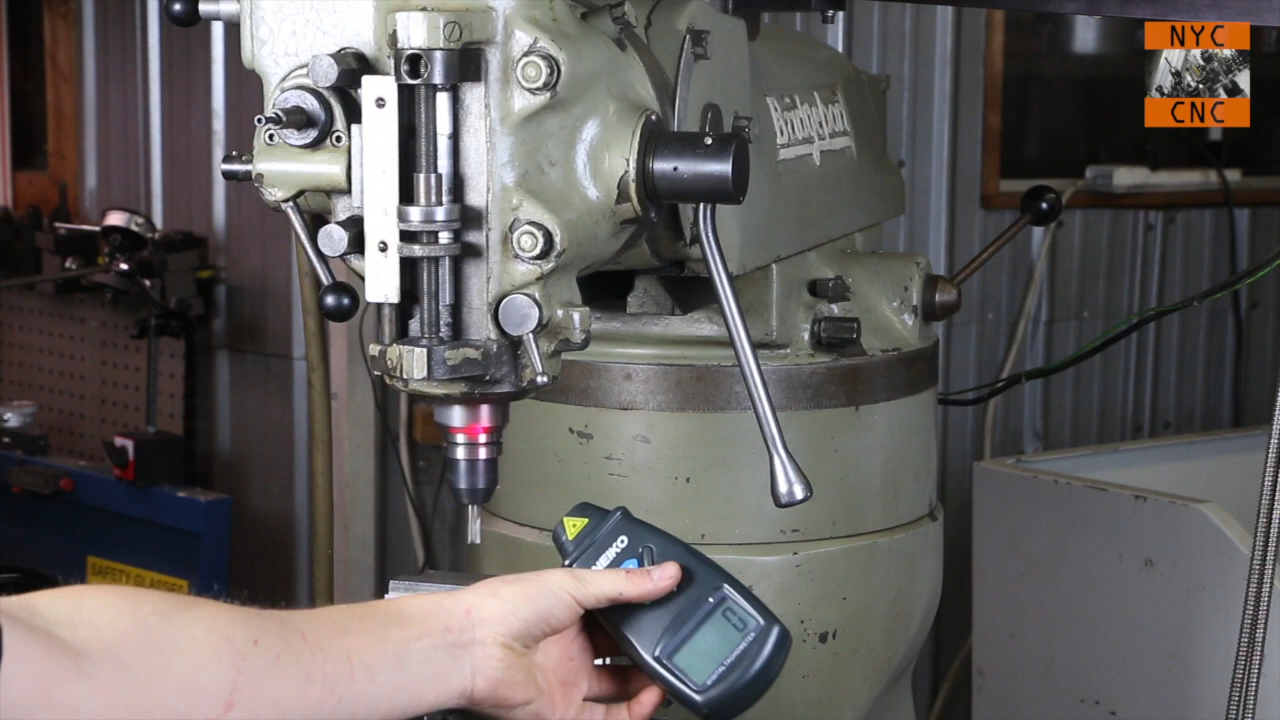 NYC
CNC
Bridgeport
NEIKO
0
DIGITAL TACHOMETER
SAFETY GLASSES